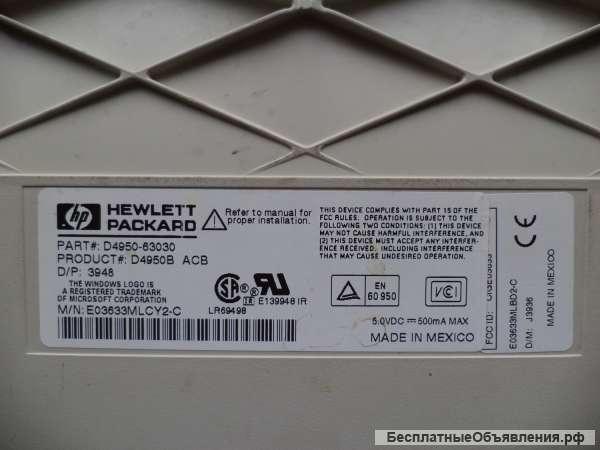 hp HEWLETT
PACKARD
Refer to manual for
proper installation.
PART#: D4950-63030
PRODUCT#: D4950B ACB
D/P: 3948
THE WINDOWS LOGO IS
A REGISTERED TRADEMARK
OF MICROSOFT CORPORATION
M/N: E03633MLCY2-C
LR69498
E139948 IR
THIS DEVICE COMPLIES WITH PART 15 OF THE
FCC RULES. OPERATION IS SUBJECT TO THE
FOLLOWING TWO CONDITIONS: (1) THIS DEVICE
MAY NOT CAUSE HARMFUL INTERFERENCE, AND
(2) THIS DEVICE MUST ACCEPT ANY INTERFER-
ENCE RECEIVED, INCLUDING INTERFERENCE
THAT MAY CAUSE UNDESIRED OPERATION.
EN
60 950
5.0VDC ⎓ 500mA MAX
MADE IN MEXICO
FCC ID:
E03633MLBD2-C
D/M: J3936
MADE IN MEXICO
CE
БесплатныеОбъявления.рф